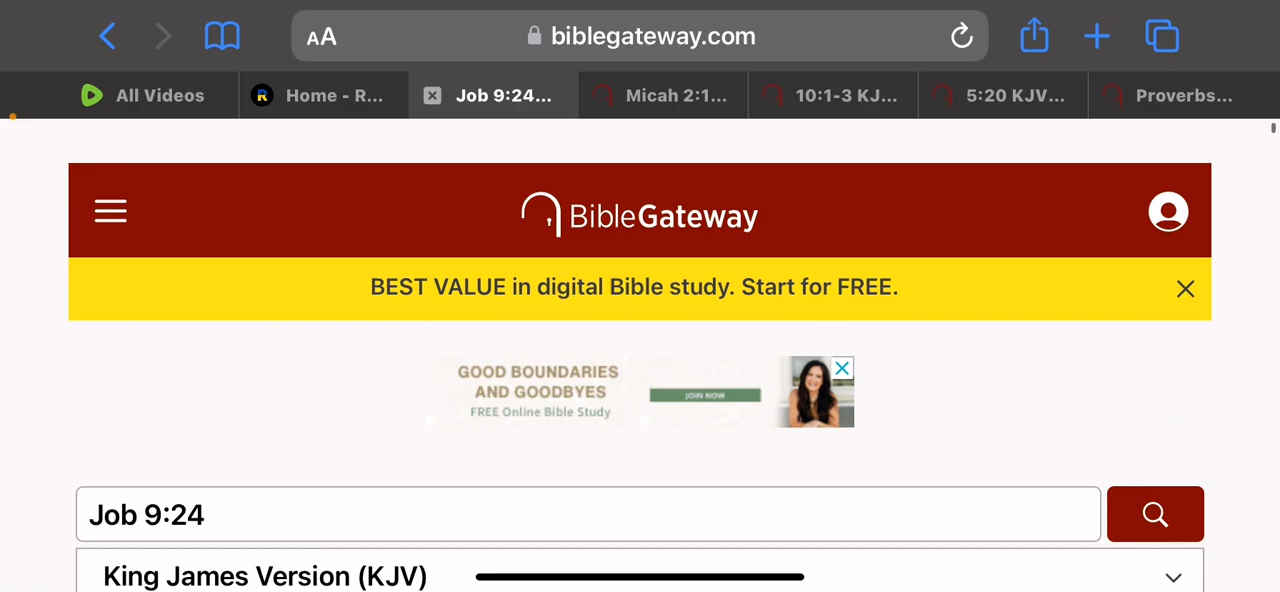 AA biblegateway.com
All Videos
R Home - R...
Job 9:24...
Micah 2:1...
10:1-3 KJ...
5:20 KJV...
Proverbs...
BibleGateway
BEST VALUE in digital Bible study. Start for FREE.
GOOD BOUNDARIES
AND GOODBYES
FREE Online Bible Study
JOIN NOW
Job 9:24
King James Version (KJV)